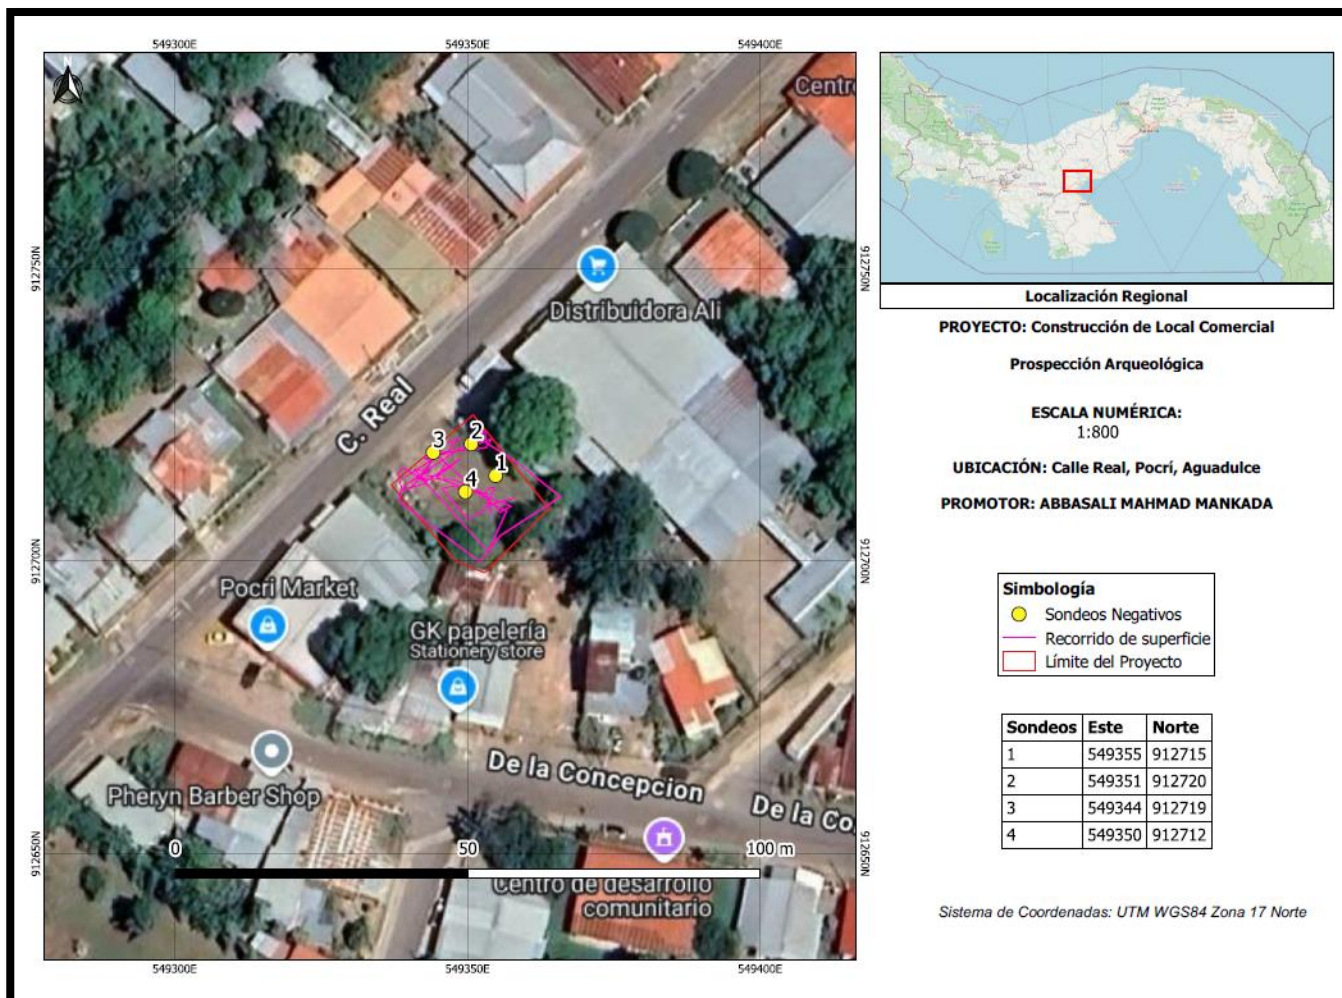 549300E
549350E
549400E
N
Centro
912750N
912750N
Distribuidora Ali
C. Real
3
2
1
4
912700N
912700N
Pocri Market
GK papelería
Stationery store
De la Concepcion
De la Co
Pheryn Barber Shop
912650N
912650N
0
50
100 m
Centro de desarrollo
comunitario
549300E
549350E
549400E
Localización Regional
PROYECTO: Construcción de Local Comercial
Prospección Arqueológica
ESCALA NUMÉRICA:
1:800
UBICACIÓN: Calle Real, Pocrí, Aguadulce
PROMOTOR: ABBASALI MAHMAD MANKADA
Simbología
Sondeos Negativos
Recorrido de superficie
Límite del Proyecto
Sondeos Este Norte
1 549355 912715
2 549351 912720
3 549344 912719
4 549350 912712
Sistema de Coordenadas: UTM WGS84 Zona 17 Norte